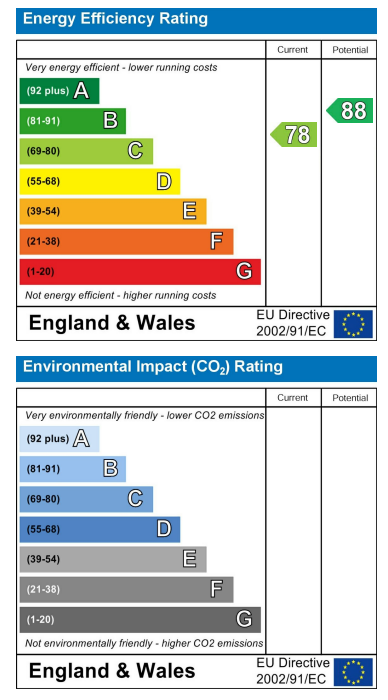 Energy Efficiency Rating
Current Potential
Very energy efficient - lower running costs
(92 plus) A
(81-91) B
(69-80) C
(55-68) D
(39-54) E
(21-38) F
(1-20) G
78
88
Not energy efficient - higher running costs
England & Wales
EU Directive
2002/91/EC
Environmental Impact (CO₂) Rating
Current Potential
Very environmentally friendly - lower CO2 emissions
(92 plus) A
(81-91) B
(69-80) C
(55-68) D
(39-54) E
(21-38) F
(1-20) G
Not environmentally friendly - higher CO2 emissions
England & Wales
EU Directive
2002/91/EC